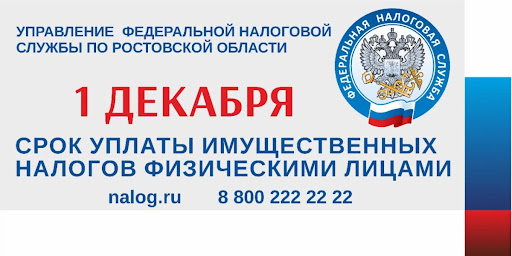 УПРАВЛЕНИЕ ФЕДЕРАЛЬНОЙ НАЛОГОВОЙ
СЛУЖБЫ ПО РОСТОВСКОЙ ОБЛАСТИ
ФЕДЕРАЛЬНАЯ НАЛОГОВАЯ СЛУЖБА
1 ДЕКАБРЯ
СРОК УПЛАТЫ ИМУЩЕСТВЕННЫХ
НАЛОГОВ ФИЗИЧЕСКИМИ ЛИЦАМИ
nalog.ru 8 800 222 22 22